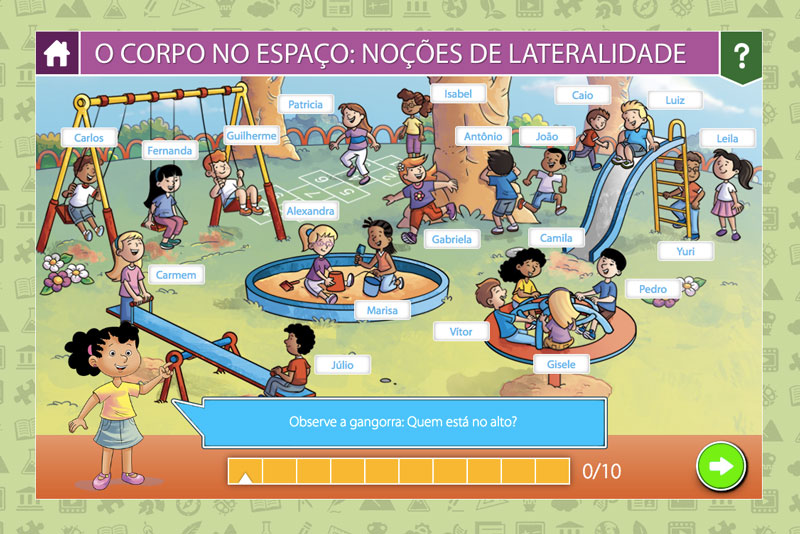 O CORPO NO ESPAÇO: NOÇÕES DE LATERALIDADE
?
Isabel
Caio
Luiz
Patricia
Carlos
Fernanda
Guilherme
Antônio
João
Leila
Alexandra
Gabriela
Camila
Yuri
Carmem
Pedro
Marisa
Vítor
Júlio
Gisele
Observe a gangorra: Quem está no alto?
0/10